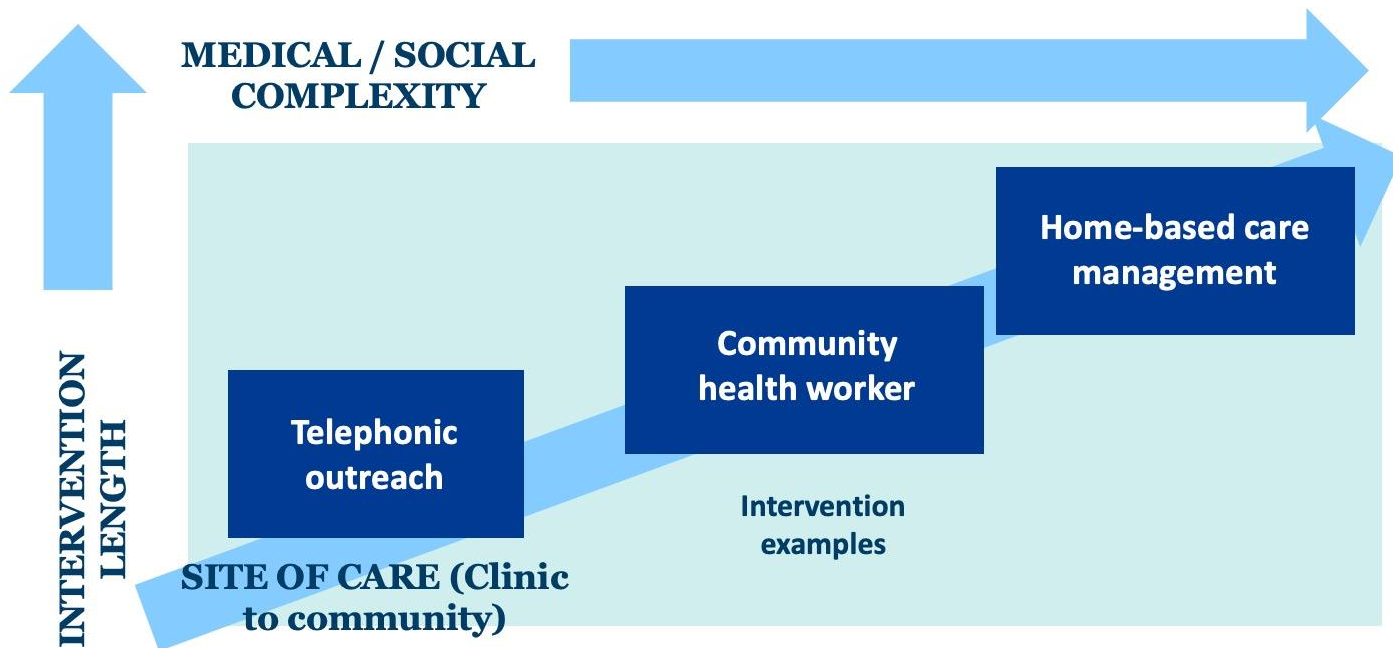 MEDICAL / SOCIAL
COMPLEXITY
INTERVENTION
LENGTH
Home-based care
management
Community
health worker
Telephonic
outreach
Intervention
examples
SITE OF CARE (Clinic
to community)